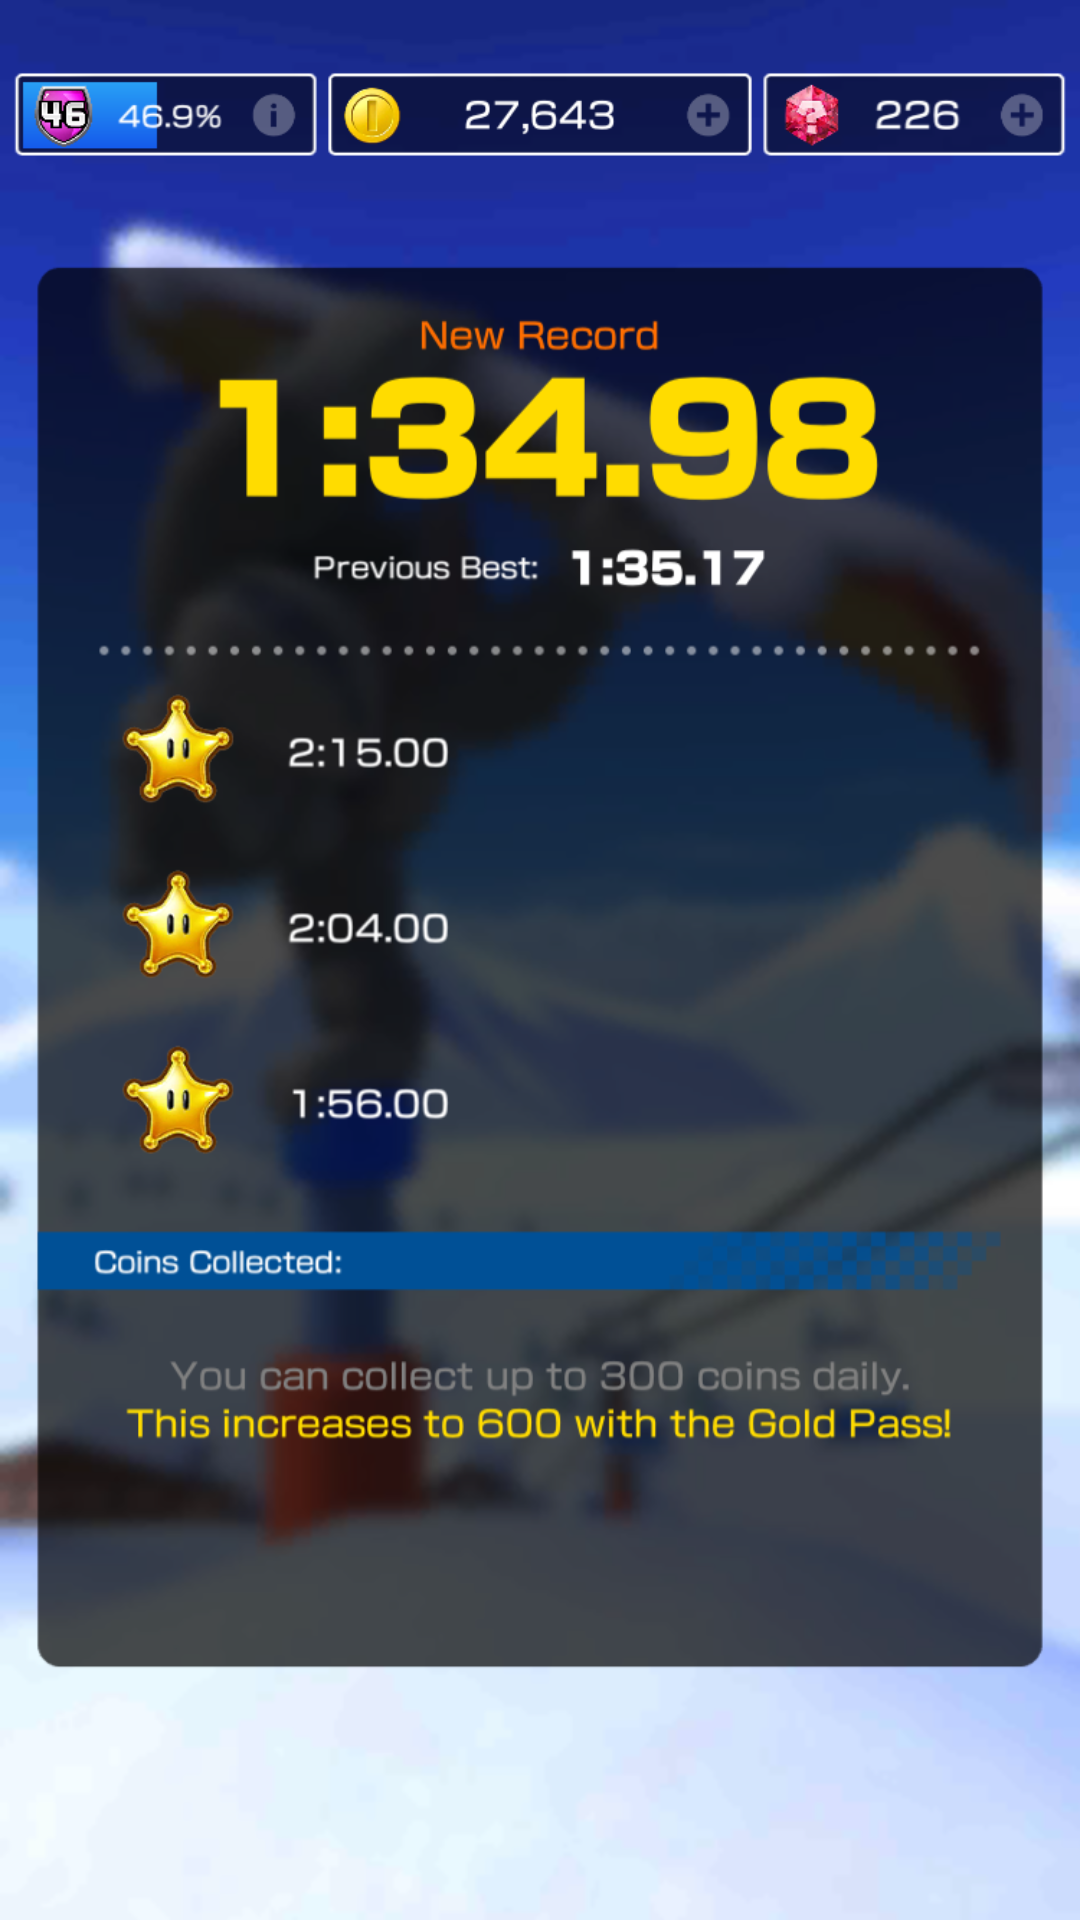 46 46.9% i 27,643 + ? 226 +
New Record
1:34.98
Previous Best: 1:35.17
2:15.00
2:04.00
1:56.00
Coins Collected:
You can collect up to 300 coins daily.
This increases to 600 with the Gold Pass!